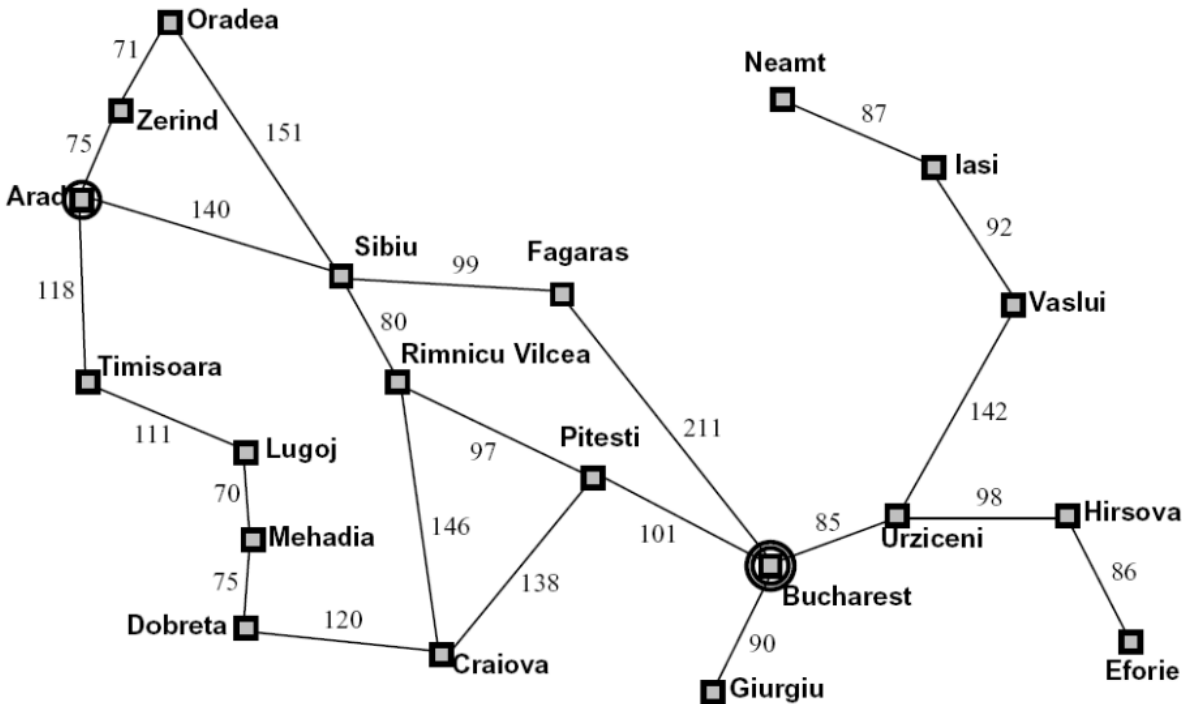 Oradea
71
Neamt
Zerind
87
151
75
Iasi
Arad
140
92
Sibiu
Fagaras
99
118
Vaslui
80
Rimnicu Vilcea
Timisoara
142
211
111
Pitesti
Lugoj
97
70
98
Hirsova
146
101
85
Urziceni
Mehadia
86
75
138
Bucharest
Dobreta
120
90
Craiova
Eforie
Giurgiu